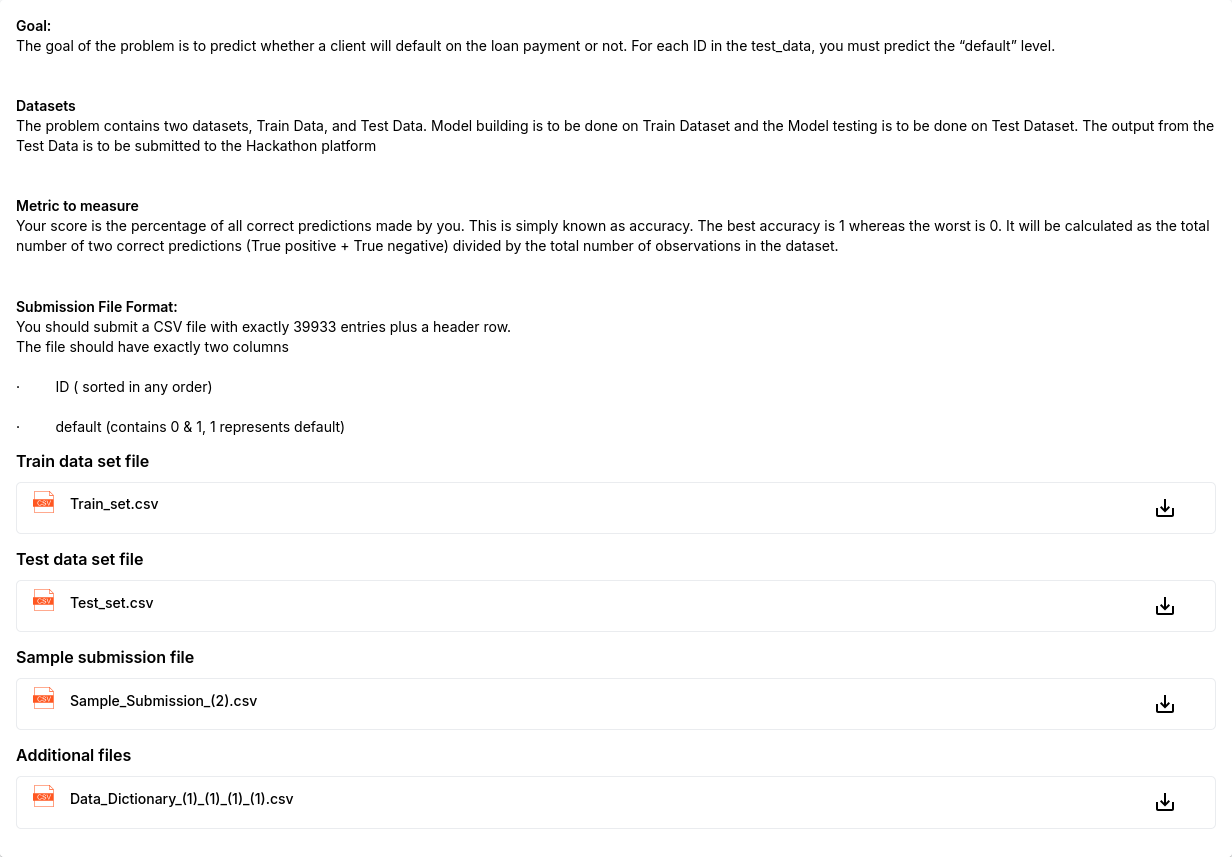 Goal:
The goal of the problem is to predict whether a client will default on the loan payment or not. For each ID in the test_data, you must predict the “default” level.
Datasets
The problem contains two datasets, Train Data, and Test Data. Model building is to be done on Train Dataset and the Model testing is to be done on Test Dataset. The output from the
Test Data is to be submitted to the Hackathon platform
Metric to measure
Your score is the percentage of all correct predictions made by you. This is simply known as accuracy. The best accuracy is 1 whereas the worst is 0. It will be calculated as the total
number of two correct predictions (True positive + True negative) divided by the total number of observations in the dataset.
Submission File Format:
You should submit a CSV file with exactly 39933 entries plus a header row.
The file should have exactly two columns
· ID ( sorted in any order)
· default (contains 0 & 1, 1 represents default)
Train data set file
CSV Train_set.csv
Test data set file
CSV Test_set.csv
Sample submission file
CSV Sample_Submission_(2).csv
Additional files
CSV Data_Dictionary_(1)_(1)_(1)_(1).csv